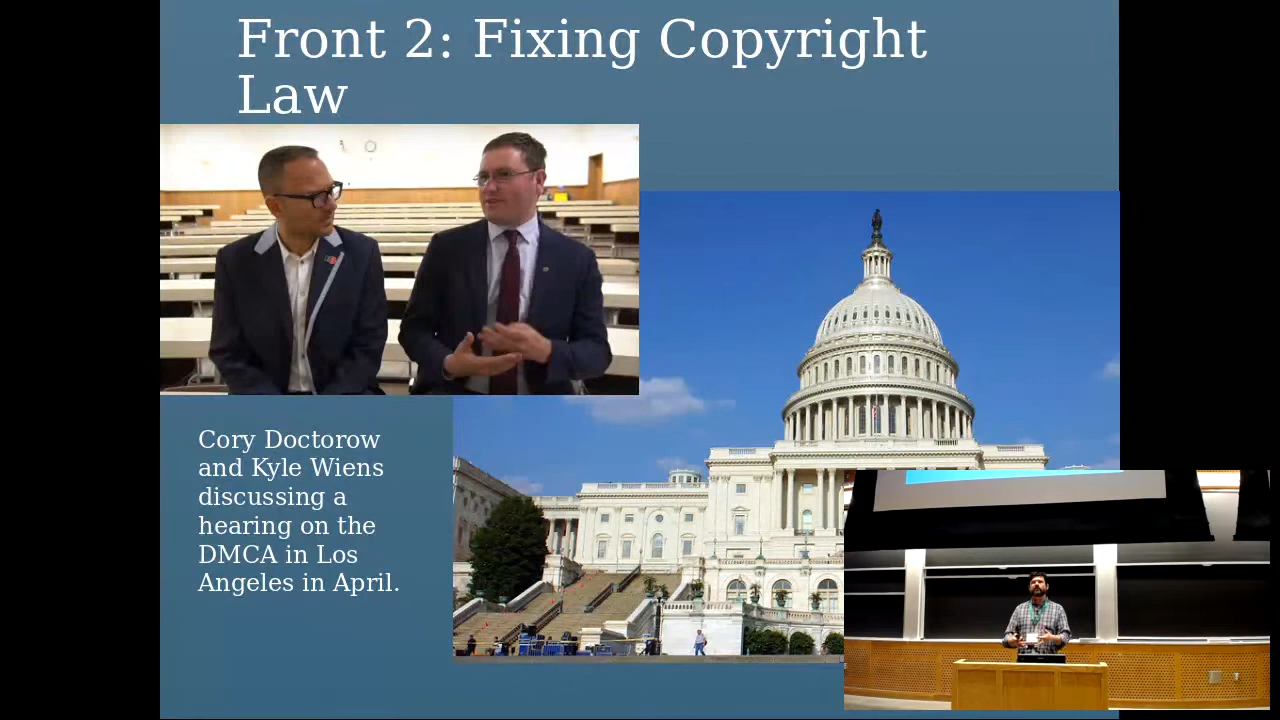 Front 2: Fixing Copyright
Law
Cory Doctorow
and Kyle Wiens
discussing a
hearing on the
DMCA in Los
Angeles in April.